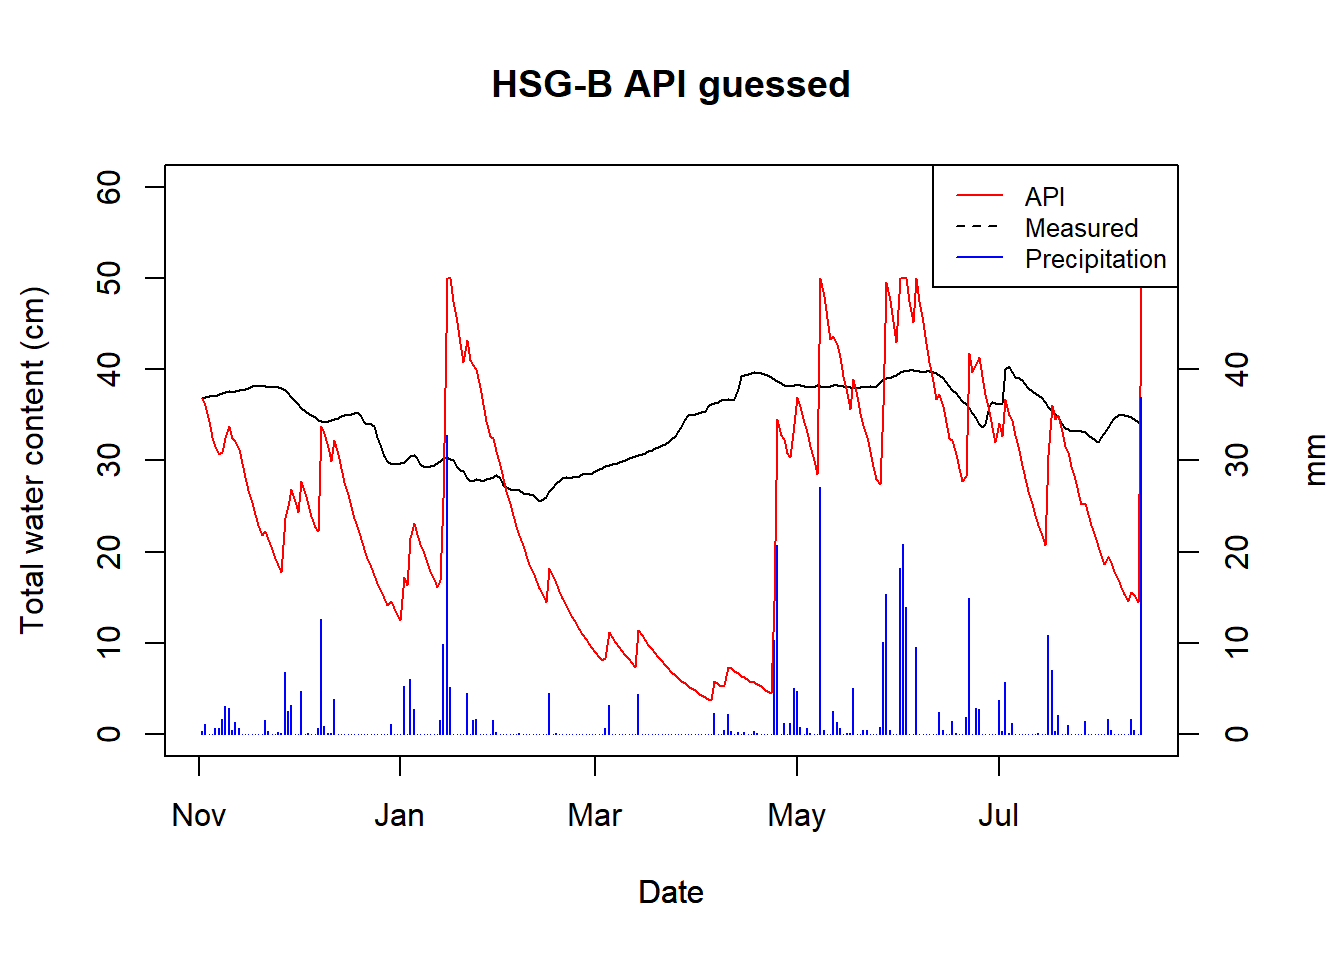 HSG-B API guessed
API
Measured
Precipitation
Total water content (cm)
60
50
40
30
20
10
0
40
30
20
10
0
mm
Nov Jan Mar May Jul
Date